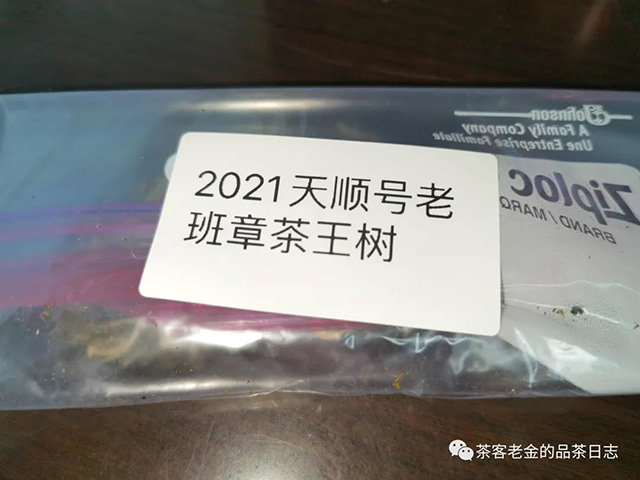 Johnson
A Family Company
Une Entreprise Familiale
Ziploc
BRAND / MARQ
2021天顺号老
班章茶王树
茶客老金的品茶日志